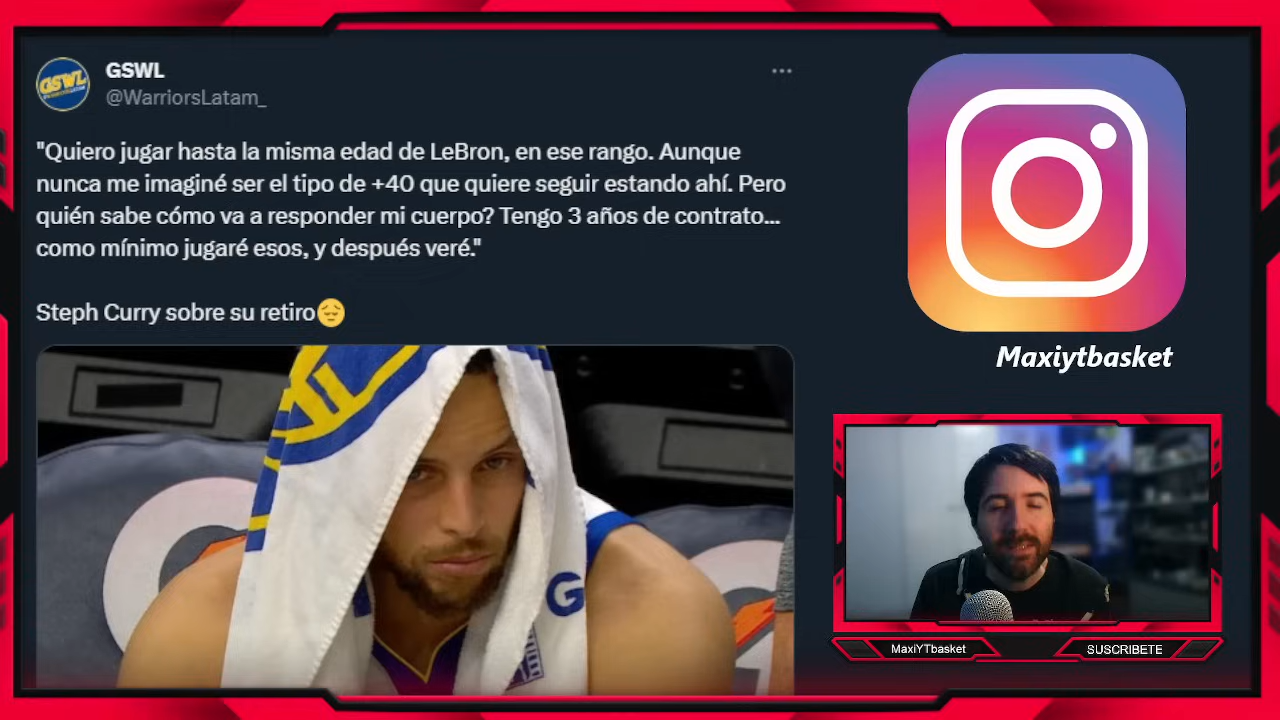 GSWL
GSWL
@WarriorsLatam_
"Quiero jugar hasta la misma edad de LeBron, en ese rango. Aunque
nunca me imaginé ser el tipo de +40 que quiere seguir estando ahí. Pero
quién sabe cómo va a responder mi cuerpo? Tengo 3 años de contrato...
como mínimo jugaré esos, y después veré."
Steph Curry sobre su retiro😔
G
Maxiytbasket
MaxiYTbasket
SUSCRIBETE